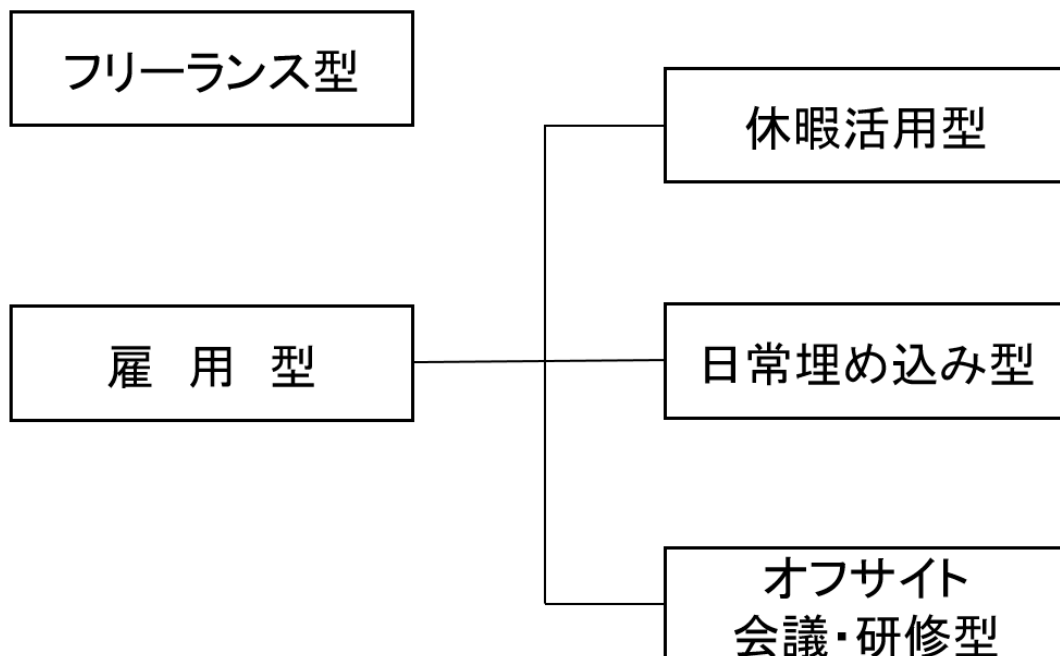 フリーランス型
休暇活用型
雇　用　型
日常埋め込み型
オフサイト
会議・研修型